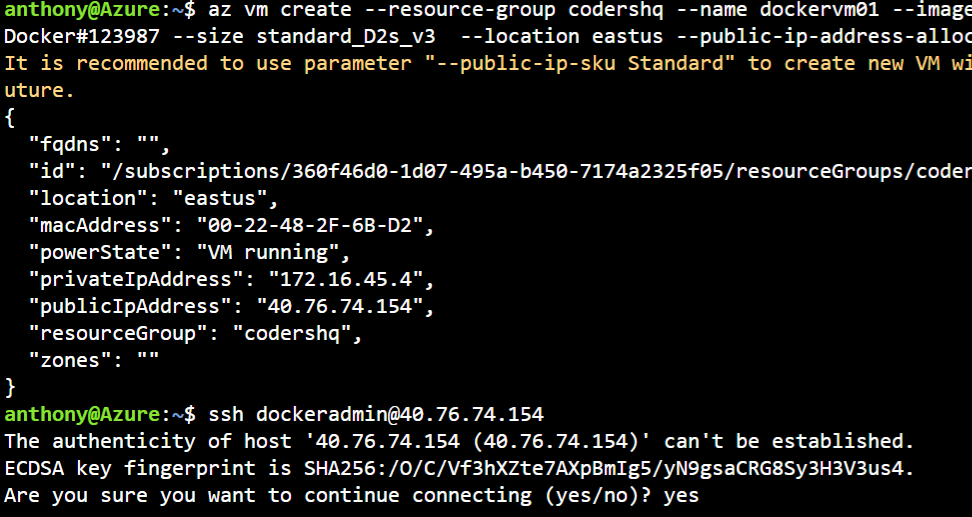 anthony@Azure:~$ az vm create --resource-group codershq --name dockervm01 --image
Docker#123987 --size standard_D2s_v3  --location eastus --public-ip-address-alloc
It is recommended to use parameter "--public-ip-sku Standard" to create new VM wi
uture.
{
  "fqdns": "",
  "id": "/subscriptions/360f46d0-1d07-495a-b450-7174a2325f05/resourceGroups/coder
  "location": "eastus",
  "macAddress": "00-22-48-2F-6B-D2",
  "powerState": "VM running",
  "privateIpAddress": "172.16.45.4",
  "publicIpAddress": "40.76.74.154",
  "resourceGroup": "codershq",
  "zones": ""
}
anthony@Azure:~$ ssh dockeradmin@40.76.74.154
The authenticity of host '40.76.74.154 (40.76.74.154)' can't be established.
ECDSA key fingerprint is SHA256:/O/C/Vf3hXZte7AXpBmIg5/yN9gsaCRG8Sy3H3V3us4.
Are you sure you want to continue connecting (yes/no)? yes